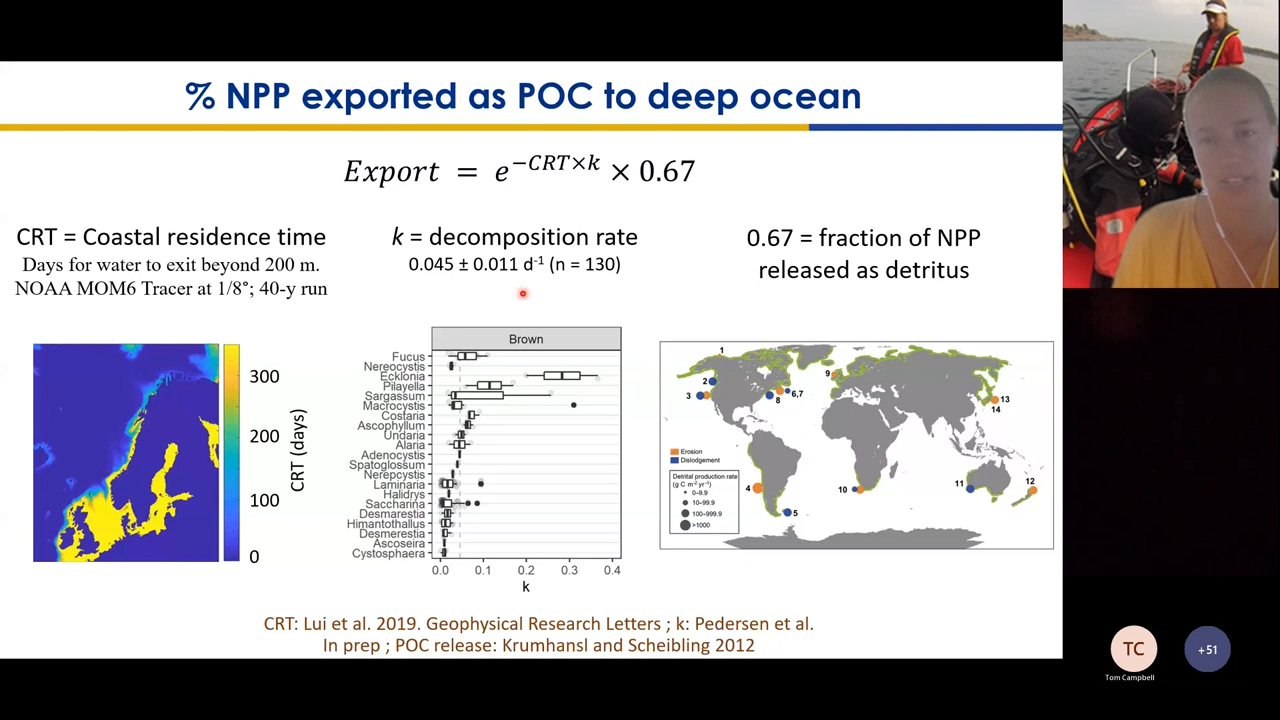 % NPP exported as POC to deep ocean
Export = e^{-CRT×k} × 0.67
CRT = Coastal residence time
Days for water to exit beyond 200 m.
NOAA MOM6 Tracer at 1/8°; 40-y run
k = decomposition rate
0.045 ± 0.011 d⁻¹ (n = 130)
0.67 = fraction of NPP
released as detritus
300
200
100
0
CRT (days)
Brown
Fucus
Nereocystis
Ecklonia
Pilayella
Sargassum
Macrocystis
Costaria
Ascophyllum
Undaria
Alaria
Adenocystis
Spatoglossum
Nerepcystis
Laminaria
Halidrys
Saccharina
Desmarestia
Himantothallus
Desmerestia
Ascoseira
Cystosphaera
0.0 0.1 0.2 0.3 0.4
k
1
2
3
4
5
6,7
8
9
10
11
12
13
14
Erosion
Dislodgement
Detrital production rate
(g C m⁻² yr⁻¹)
0–9.9
10–99.9
100–999.9
>1000
CRT: Lui et al. 2019. Geophysical Research Letters ; k: Pedersen et al.
In prep ; POC release: Krumhansl and Scheibling 2012
TC
+51
Tom Campbell